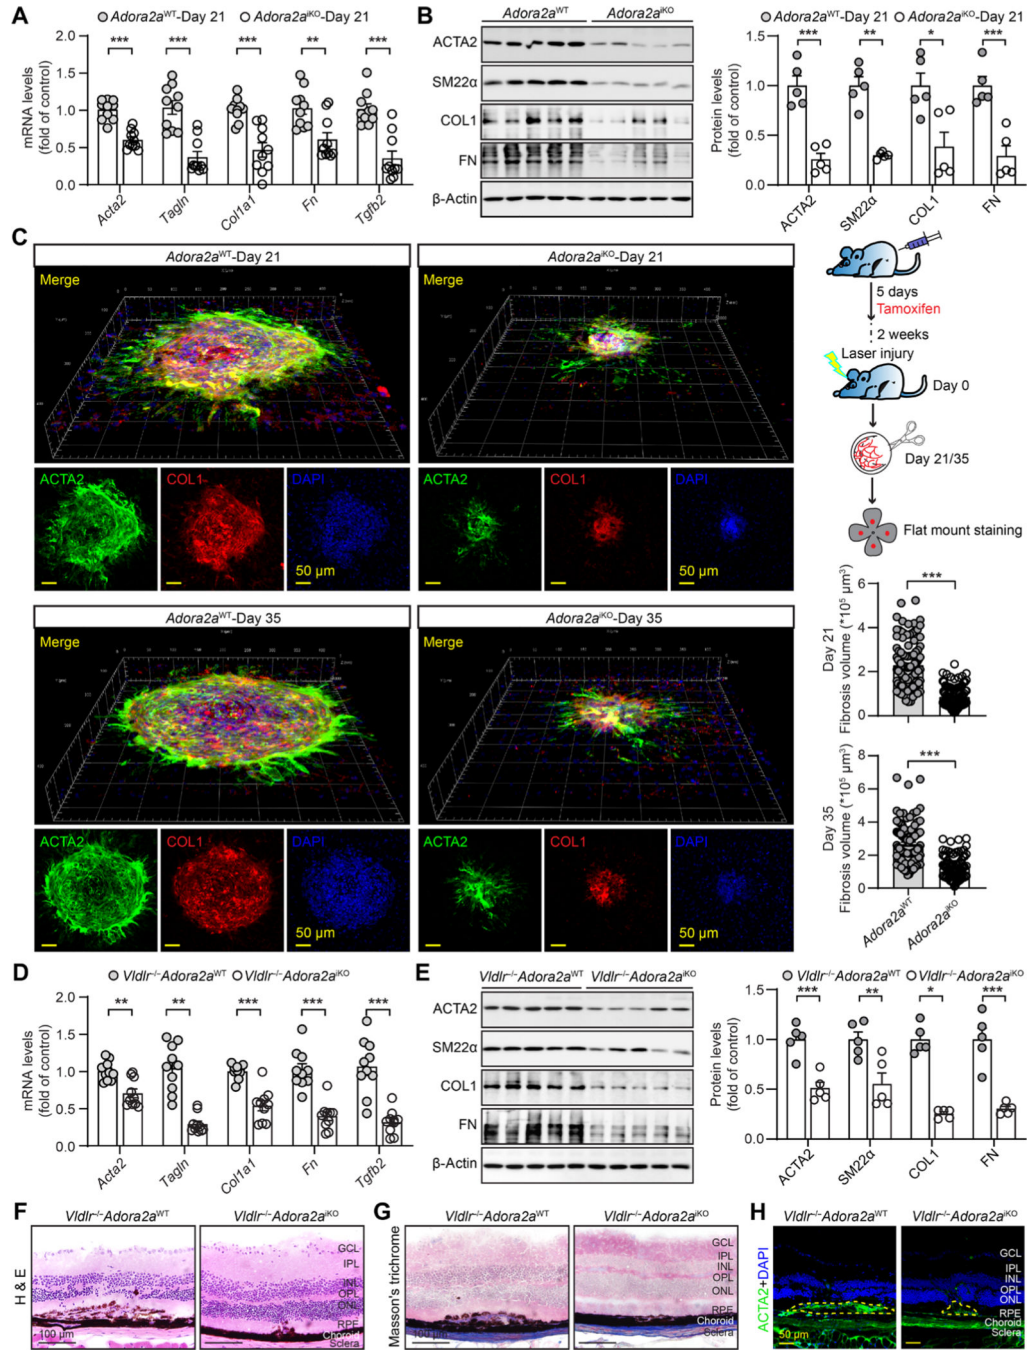 A
Adora2aWT-Day 21 Adora2aiKO-Day 21
*** *** *** ** ***
mRNA levels
(fold of control)
2.0
1.5
1.0
0.5
0.0
Acta2 Tagln Col1a1 Fn Tgfb2
B
Adora2aWT Adora2aiKO
ACTA2
SM22α
COL1
FN
β-Actin
Adora2aWT-Day 21 Adora2aiKO-Day 21
*** ** * ***
Protein levels
(fold of control)
1.5
1.0
0.5
0.0
ACTA2 SM22α COL1 FN
C
Adora2aWT-Day 21 Adora2aiKO-Day 21
Merge Merge
ACTA2 COL1 DAPI ACTA2 COL1 DAPI
50 μm 50 μm
Adora2aWT-Day 35 Adora2aiKO-Day 35
Merge Merge
ACTA2 COL1 DAPI ACTA2 COL1 DAPI
50 μm 50 μm
5 days
Tamoxifen
2 weeks
Laser injury
Day 0
Day 21/35
Flat mount staining
Day 21
Fibrosis volume (*10⁵ μm³)
***
6
4
2
0
Day 35
Fibrosis volume (*10⁵ μm³)
***
8
6
4
2
0
Adora2aWT Adora2aiKO
D
Vldlr-/-Adora2aWT Vldlr-/-Adora2aiKO
** ** *** *** ***
mRNA levels
(fold of control)
2.0
1.5
1.0
0.5
0.0
Acta2 Tagln Col1a1 Fn Tgfb2
E
Vldlr-/-Adora2aWT Vldlr-/-Adora2aiKO
ACTA2
SM22α
COL1
FN
β-Actin
Vldlr-/-Adora2aWT Vldlr-/-Adora2aiKO
*** ** * ***
Protein levels
(fold of control)
1.5
1.0
0.5
0.0
ACTA2 SM22α COL1 FN
F
Vldlr-/-Adora2aWT Vldlr-/-Adora2aiKO
H & E
GCL
IPL
INL
OPL
ONL
RPE
Choroid
Sclera
100 μm
G
Vldlr-/-Adora2aWT Vldlr-/-Adora2aiKO
Masson's trichrome
GCL
IPL
INL
OPL
ONL
RPE
Choroid
Sclera
100 μm
H
Vldlr-/-Adora2aWT Vldlr-/-Adora2aiKO
ACTA2+DAPI
GCL
IPL
INL
OPL
ONL
RPE
Choroid
Sclera
50 μm